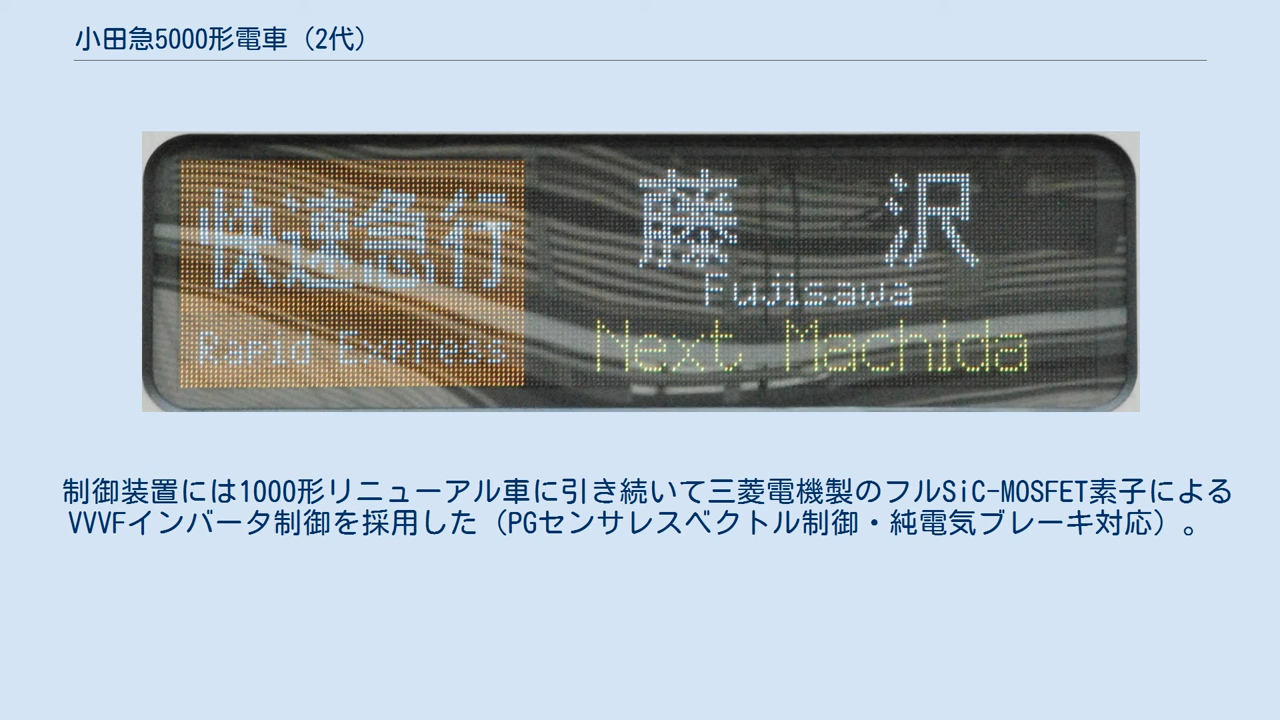 小田急5000形電車（2代）
快速急行
Rapid Express
藤沢
Fujisawa
Next Machida
制御装置には1000形リニューアル車に引き続いて三菱電機製のフルSiC-MOSFET素子による
VVVFインバータ制御を採用した（PGセンサレスベクトル制御・純電気ブレーキ対応）。